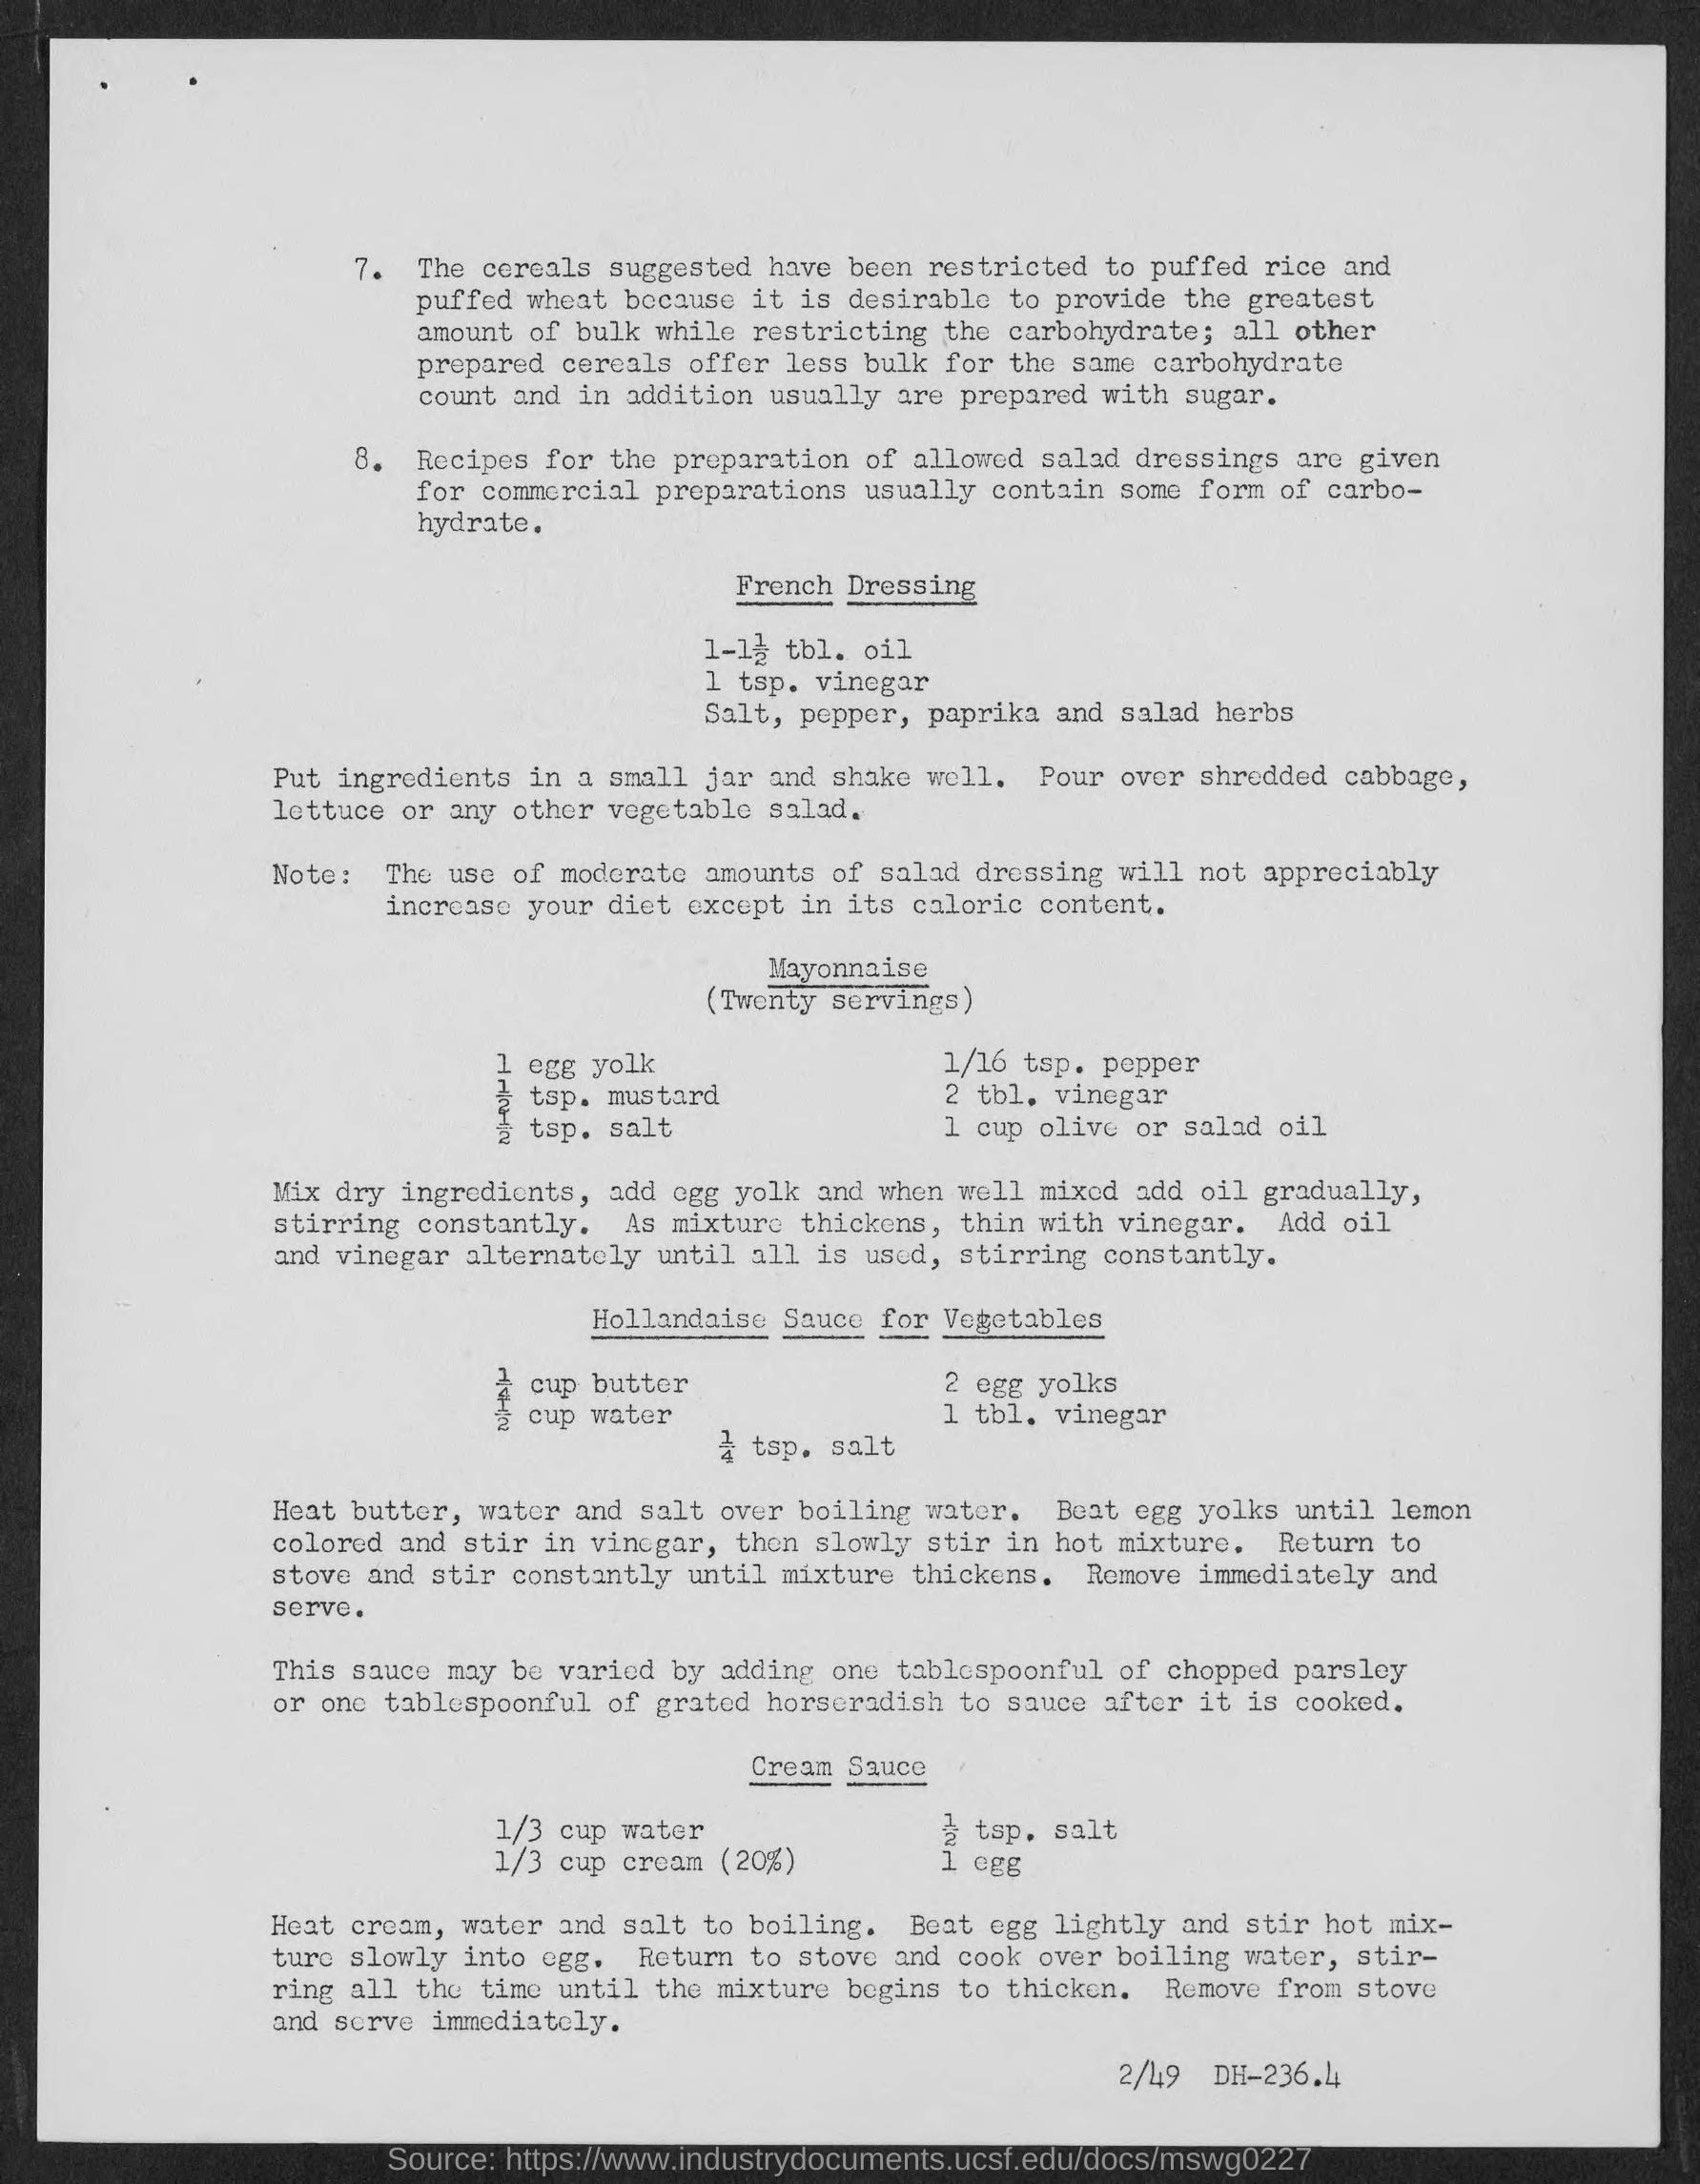 7. The cereals suggested have been restricted to puffed rice and
puffed wheat because it is desirable to provide the greatest
amount of bulk while restricting the carbohydrate; all other
prepared cereals offer less bulk for the same carbohydrate
count and in addition usually are prepared with sugar.
8. Recipes for the preparation of allowed salad dressings are given
for commercial preparations usually contain some form of carbo-
hydrate.
French Dressing
1-1½ tbl. oil
1 tsp. vinegar
Salt, pepper, paprika and salad herbs
Put ingredients in a small jar and shake well. Pour over shredded cabbage,
lettuce or any other vegetable salad.
Note: The use of moderate amounts of salad dressing will not appreciably
increase your diet except in its caloric content.
Mayonnaise
(Twenty servings)
1 egg yolk 1/16 tsp. pepper
½ tsp. mustard 2 tbl. vinegar
½ tsp. salt 1 cup olive or salad oil
Mix dry ingredients, add egg yolk and when well mixed add oil gradually,
stirring constantly. As mixture thickens, thin with vinegar. Add oil
and vinegar alternately until all is used, stirring constantly.
Hollandaise Sauce for Vegetables
¼ cup butter 2 egg yolks
½ cup water 1 tbl. vinegar
¼ tsp. salt
Heat butter, water and salt over boiling water. Beat egg yolks until lemon
colored and stir in vinegar, then slowly stir in hot mixture. Return to
stove and stir constantly until mixture thickens. Remove immediately and
serve.
This sauce may be varied by adding one tablespoonful of chopped parsley
or one tablespoonful of grated horseradish to sauce after it is cooked.
Cream Sauce
1/3 cup water ½ tsp. salt
1/3 cup cream (20%) 1 egg
Heat cream, water and salt to boiling. Beat egg lightly and stir hot mix-
ture slowly into egg. Return to stove and cook over boiling water, stir-
ring all the time until the mixture begins to thicken. Remove from stove
and serve immediately.
2/49 DH-236.4
Source: https://www.industrydocuments.ucsf.edu/docs/mswg0227